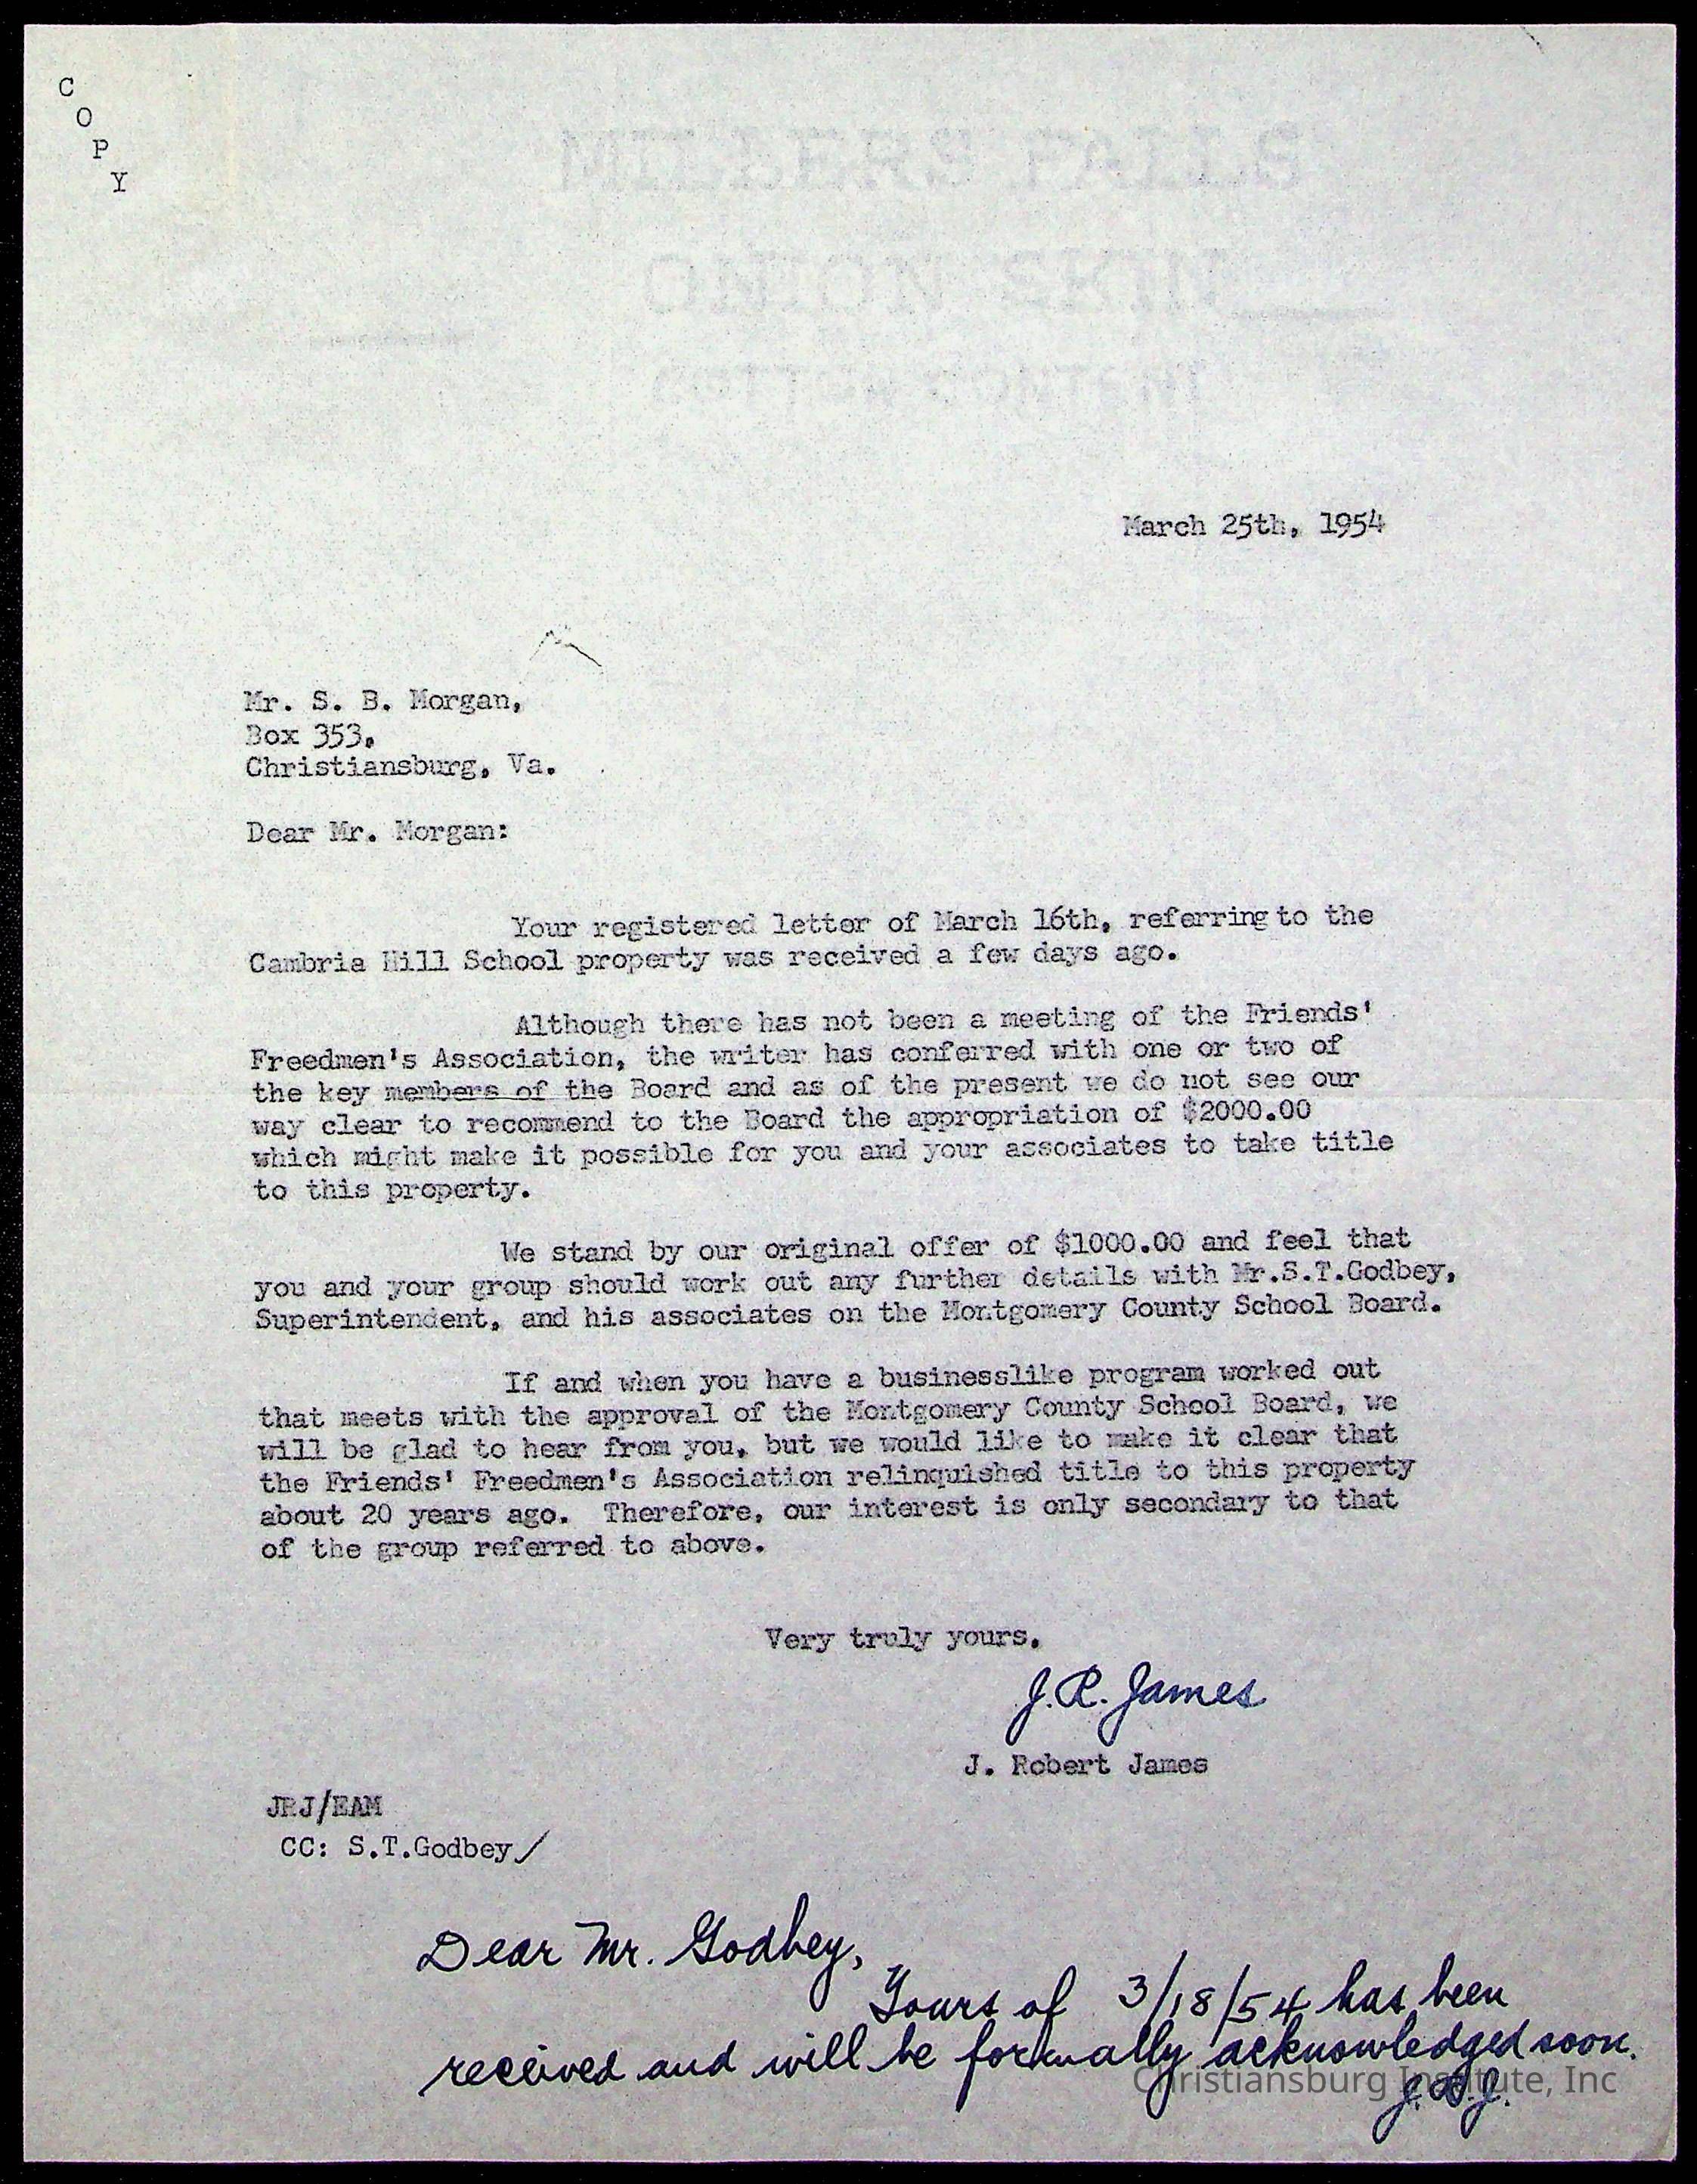 C
O
P
Y
March 25th, 1954
Mr. S. B. Morgan,
Box 353,
Christiansburg, Va.
Dear Mr. Morgan:
Your registered letter of March 16th, referring to the
Cambria Hill School property was received a few days ago.
Although there has not been a meeting of the Friends'
Freedmen's Association, the writer has conferred with one or two of
the key members of the Board and as of the present we do not see our
way clear to recommend to the Board the appropriation of $2000.00
which might make it possible for you and your associates to take title
to this property.
We stand by our original offer of $1000.00 and feel that
you and your group should work out any further details with Mr.S.T.Godbey,
Superintendent, and his associates on the Montgomery County School Board.
If and when you have a businesslike program worked out
that meets with the approval of the Montgomery County School Board, we
will be glad to hear from you, but we would like to make it clear that
the Friends' Freedmen's Association relinquished title to this property
about 20 years ago. Therefore, our interest is only secondary to that
of the group referred to above.
Very truly yours,
J. R. James
J. Robert James
JRJ/EAM
CC: S.T.Godbey/
Dear Mr. Godbey,
Yours of 3/18/54 has been
received and will be formally acknowledged soon.
J.R.J.
Christiansburg Institute, Inc